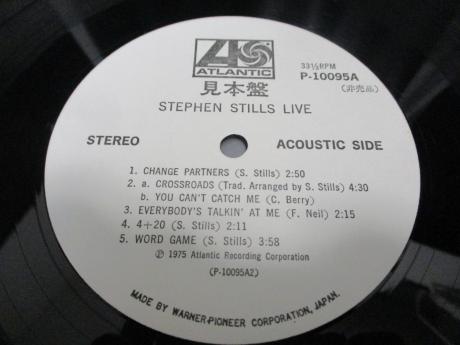 ATLANTIC
33⅓RPM
P-10095A
見本盤
(非売品)
STEPHEN STILLS LIVE
STEREO
ACOUSTIC SIDE
1. CHANGE PARTNERS (S. Stills) 2:50
2. a. CROSSROADS (Trad. Arranged by S. Stills) 4:30
b. YOU CAN'T CATCH ME (C. Berry)
3. EVERYBODY'S TALKIN' AT ME (F. Neil) 2:15
4. 4+20 (S. Stills) 2:11
5. WORD GAME (S. Stills) 3:58
℗ 1975 Atlantic Recording Corporation
(P-10095A2)
MADE BY WARNER-PIONEER CORPORATION, JAPAN.